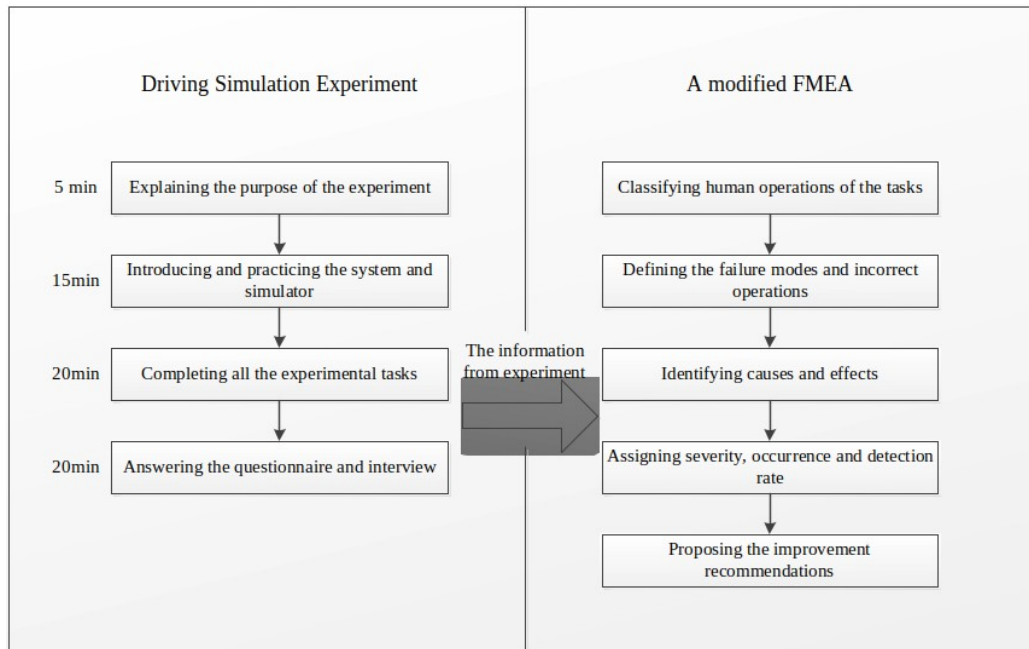 Driving Simulation Experiment
5 min
Explaining the purpose of the experiment
15min
Introducing and practicing the system and
simulator
20min
Completing all the experimental tasks
20min
Answering the questionnaire and interview
The information
from experiment
A modified FMEA
Classifying human operations of the tasks
Defining the failure modes and incorrect
operations
Identifying causes and effects
Assigning severity, occurrence and detection
rate
Proposing the improvement
recommendations